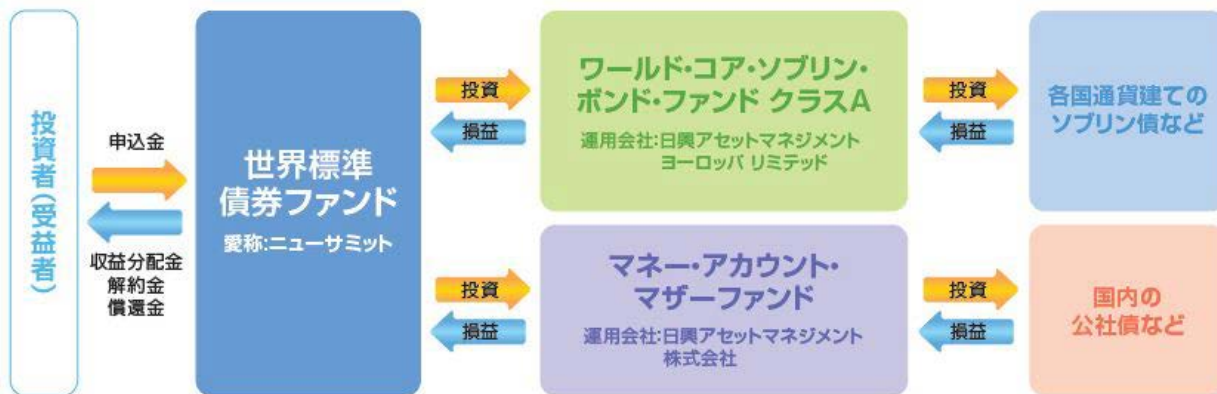 投資者(受益者)
申込金
収益分配金
解約金
償還金
世界標準
債券ファンド
愛称:ニューサミット
投資
損益
ワールド・コア・ソブリン・
ボンド・ファンド クラスA
運用会社:日興アセットマネジメント
ヨーロッパ リミテッド
投資
損益
各国通貨建ての
ソブリン債など
投資
損益
マネー・アカウント・
マザーファンド
運用会社:日興アセットマネジメント
株式会社
投資
損益
国内の
公社債など